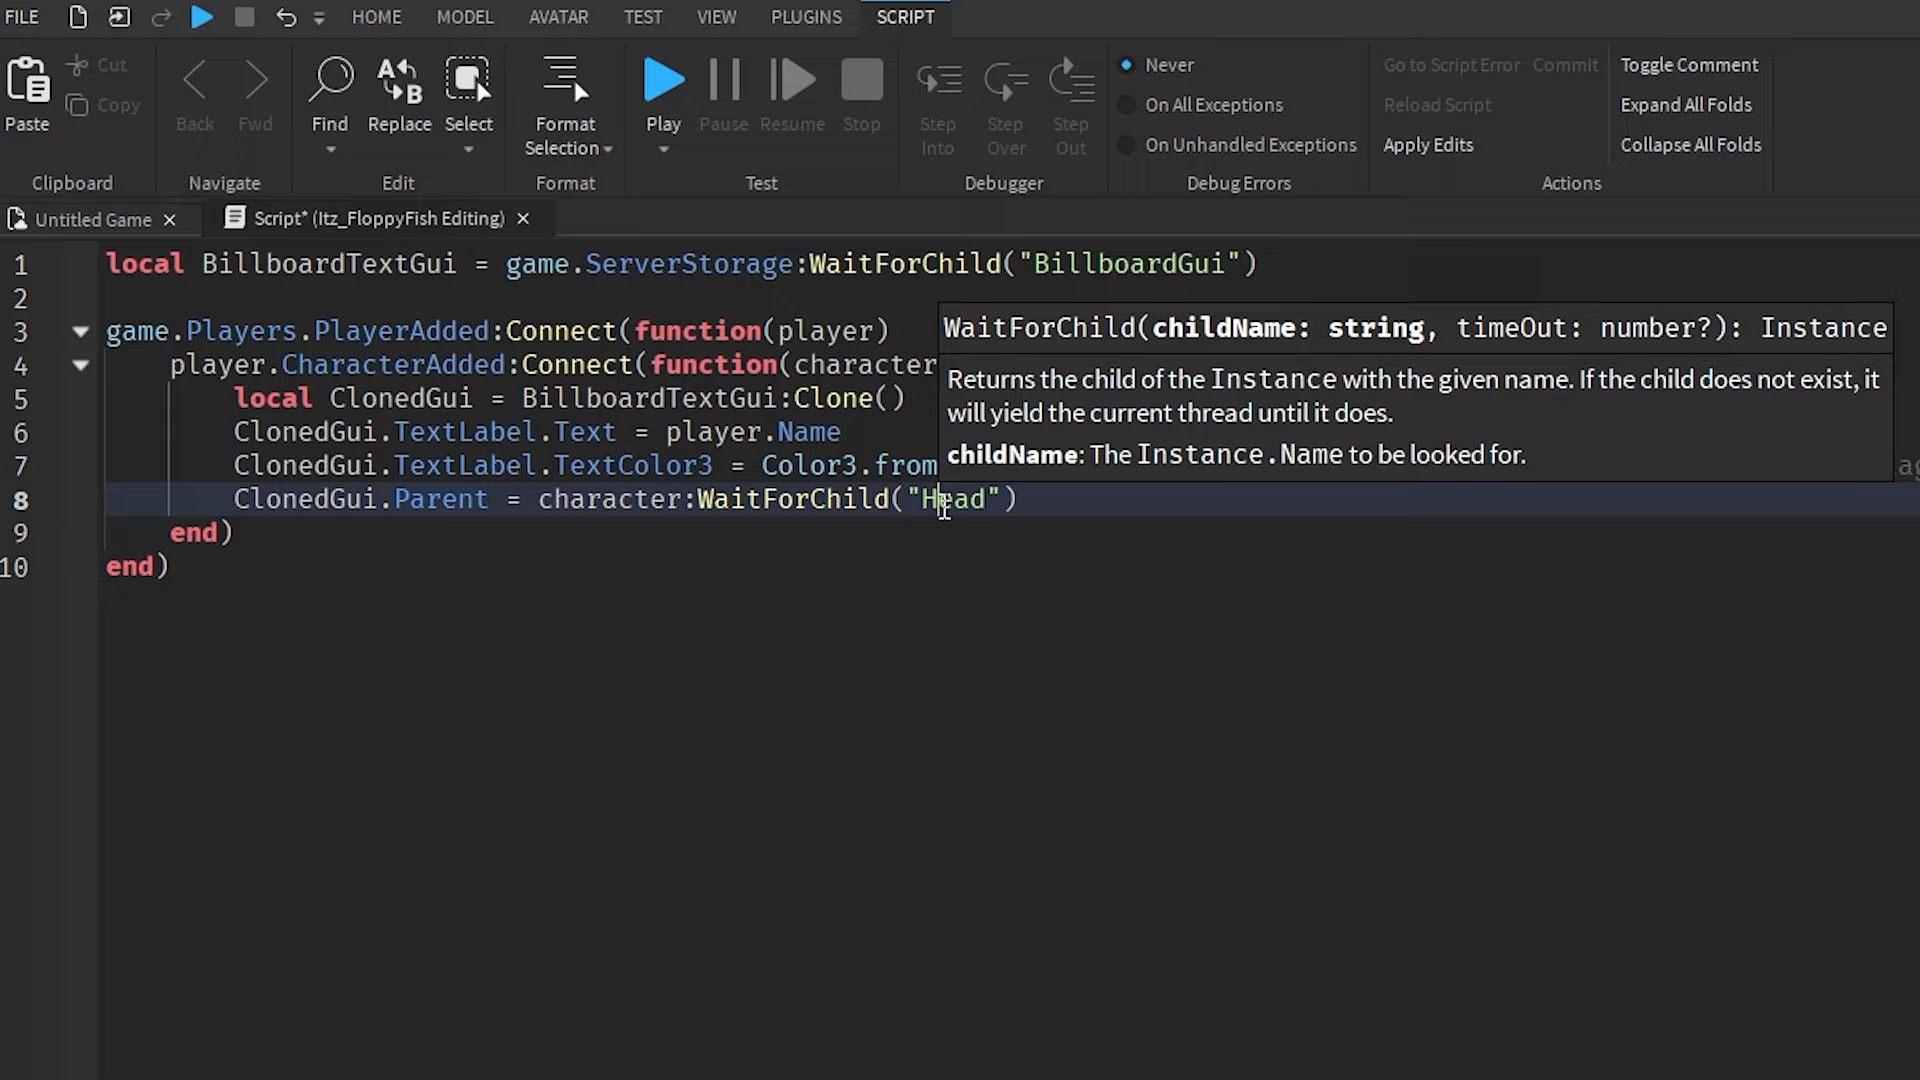 FILE HOME MODEL AVATAR TEST VIEW PLUGINS SCRIPT
Paste Cut Copy
Clipboard
Back Fwd
Navigate
Find Replace Select
Edit
Format Selection
Format
Play Pause Resume Stop
Test
Step Into Step Over Step Out
Debugger
Never
On All Exceptions
On Unhandled Exceptions
Debug Errors
Go to Script Error Commit Toggle Comment
Reload Script Expand All Folds
Apply Edits Collapse All Folds
Actions
Untitled Game × Script* (Itz_FloppyFish Editing) ×
1 local BillboardTextGui = game.ServerStorage:WaitForChild("BillboardGui")
2
3 game.Players.PlayerAdded:Connect(function(player)
4 player.CharacterAdded:Connect(function(character
5 local ClonedGui = BillboardTextGui:Clone()
6 ClonedGui.TextLabel.Text = player.Name
7 ClonedGui.TextLabel.TextColor3 = Color3.from
8 ClonedGui.Parent = character:WaitForChild("Head")
9 end)
10 end)
WaitForChild(childName: string, timeOut: number?): Instance
Returns the child of the Instance with the given name. If the child does not exist, it
will yield the current thread until it does.
childName: The Instance.Name to be looked for.